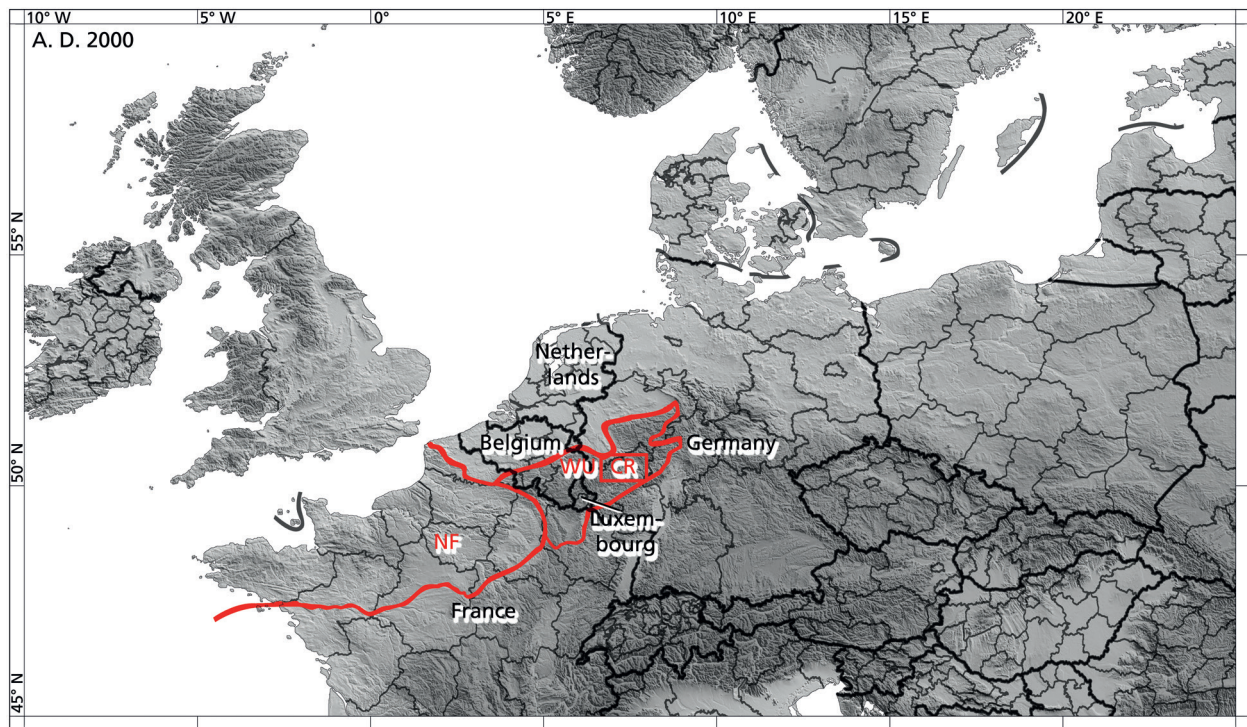 10° W
5° W
0°
5° E
10° E
15° E
20° E
A. D. 2000
55° N
Nether-
lands
Belgium
Germany
WU
CR
50° N
Luxem-
bourg
NF
France
45° N